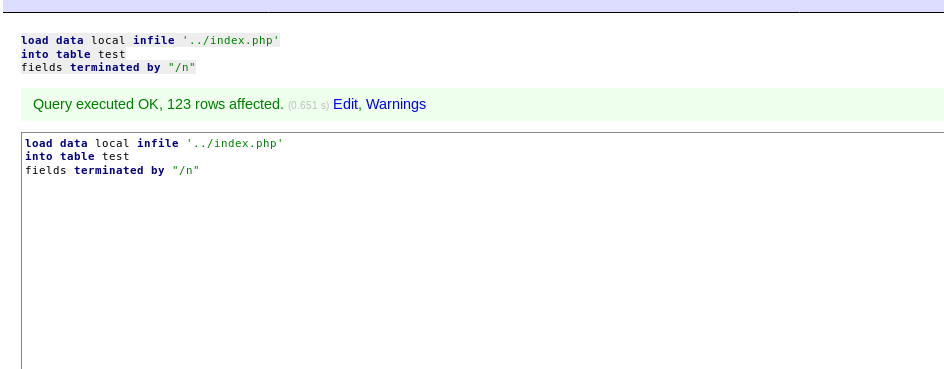 load data local infile '../index.php'
into table test
fields terminated by "/n"
Query executed OK, 123 rows affected. (0.651 s) Edit, Warnings
load data local infile '../index.php'
into table test
fields terminated by "/n"